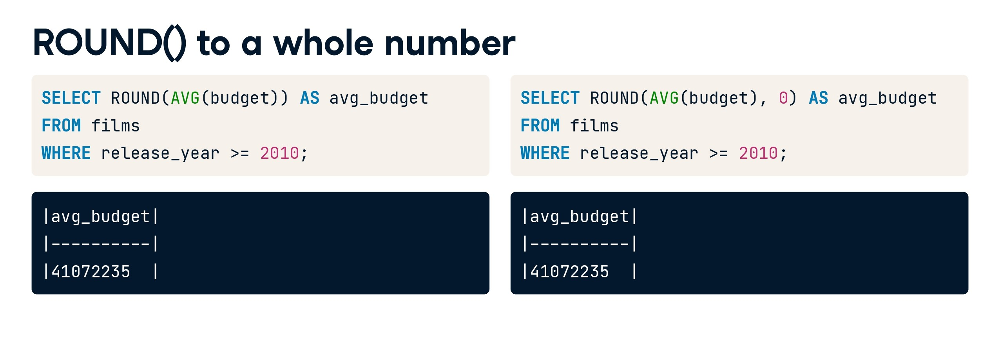 ROUND() to a whole number
SELECT ROUND(AVG(budget)) AS avg_budget
FROM films
WHERE release_year >= 2010;
|avg_budget|
|----------|
|41072235  |
SELECT ROUND(AVG(budget), 0) AS avg_budget
FROM films
WHERE release_year >= 2010;
|avg_budget|
|----------|
|41072235  |